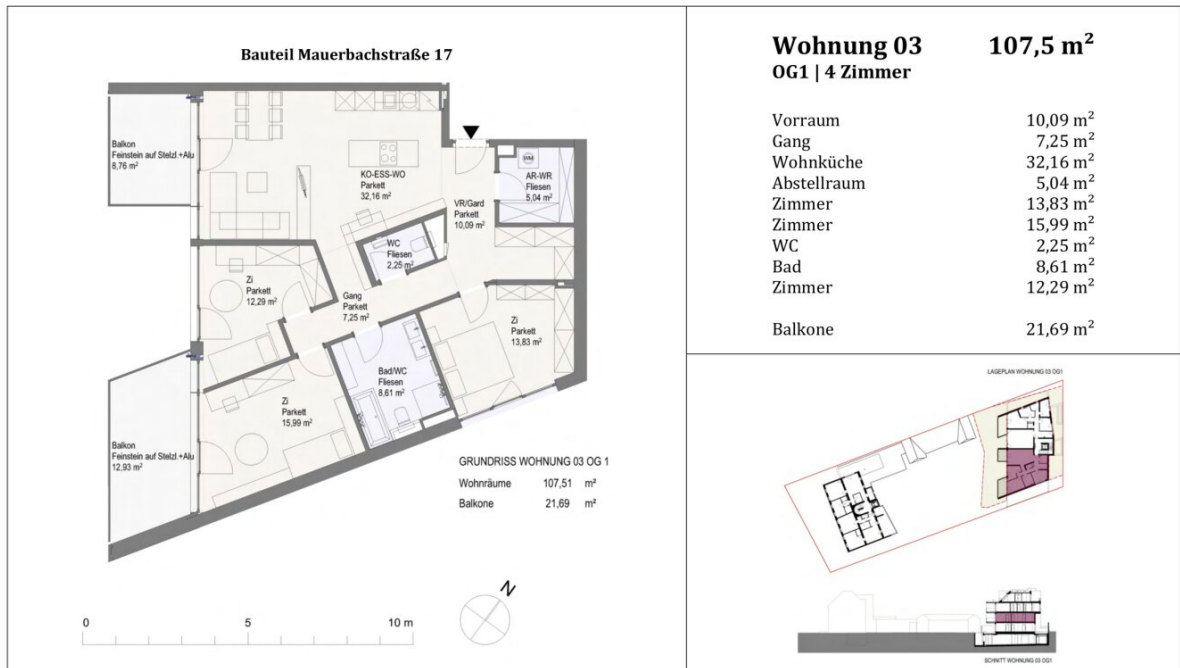 Bauteil Mauerbachstraße 17
Balkon
Feinstein auf Stelzl.+Alu
8,76 m²
KO-ESS-WO
Parkett
32,16 m²
WM
AR-WR
Fliesen
5,04 m²
VR/Gard
Parkett
10,09 m²
WC
Fliesen
2,25 m²
Zi
Parkett
12,29 m²
Gang
Parkett
7,25 m²
Zi
Parkett
13,83 m²
Bad/WC
Fliesen
8,61 m²
Zi
Parkett
15,99 m²
Balkon
Feinstein auf Stelzl.+Alu
12,93 m²
GRUNDRISS WOHNUNG 03 OG 1
Wohnräume 107,51 m²
Balkone 21,69 m²
N
0 5 10 m
Wohnung 03 107,5 m²
OG1 | 4 Zimmer
Vorraum 10,09 m²
Gang 7,25 m²
Wohnküche 32,16 m²
Abstellraum 5,04 m²
Zimmer 13,83 m²
Zimmer 15,99 m²
WC 2,25 m²
Bad 8,61 m²
Zimmer 12,29 m²
Balkone 21,69 m²
LAGEPLAN WOHNUNG 03 OG1
SCHNITT WOHNUNG 03 OG1